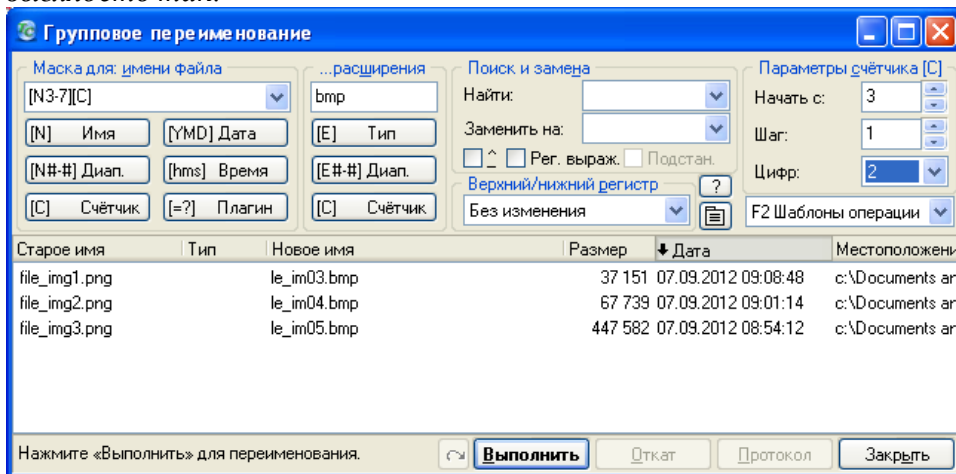 Групповое переименование
Маска для: имени файла
...расширения
Поиск и замена
Параметры счётчика [C]
[N3-7][C]
bmp
Найти:
Начать с: 3
[N] Имя
[YMD] Дата
[E] Тип
Заменить на:
Шаг: 1
[N#-#] Диап.
[hms] Время
[E#-#] Диап.
^
Рег. выраж.
Подстан.
Цифр: 2
Верхний/нижний регистр
?
[C] Счётчик
[=?] Плагин
[C] Счётчик
Без изменения
F2 Шаблоны операции
Старое имя Тип Новое имя Размер Дата Местоположени
file_img1.png le_im03.bmp 37 151 07.09.2012 09:08:48 c:\Documents ar
file_img2.png le_im04.bmp 67 739 07.09.2012 09:01:14 c:\Documents ar
file_img3.png le_im05.bmp 447 582 07.09.2012 08:54:12 c:\Documents ar
Нажмите «Выполнить» для переименования.
Выполнить
Откат
Протокол
Закрыть